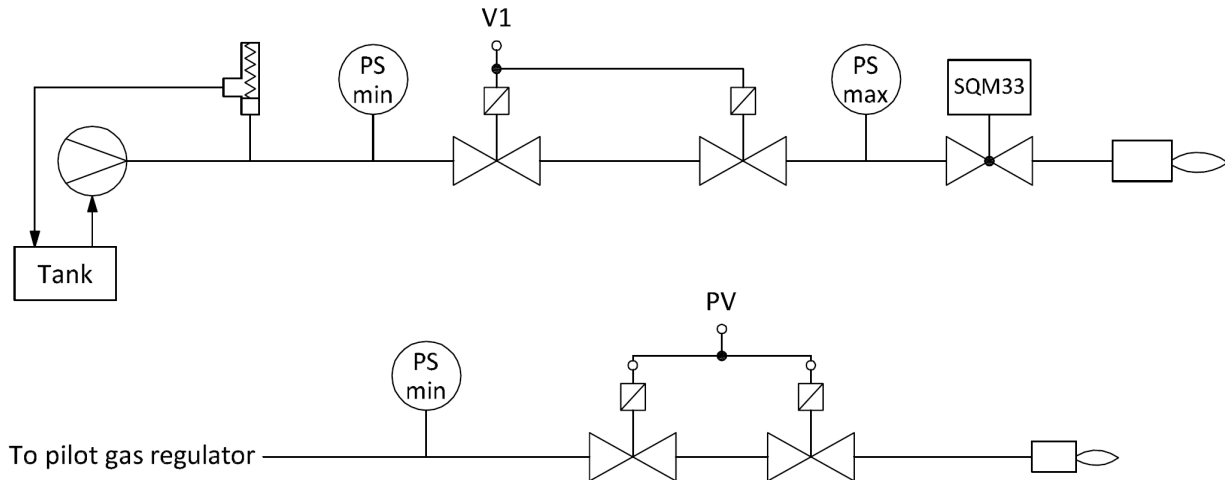 V1
PS
min
PS
max
SQM33
Tank
PV
PS
min
To pilot gas regulator